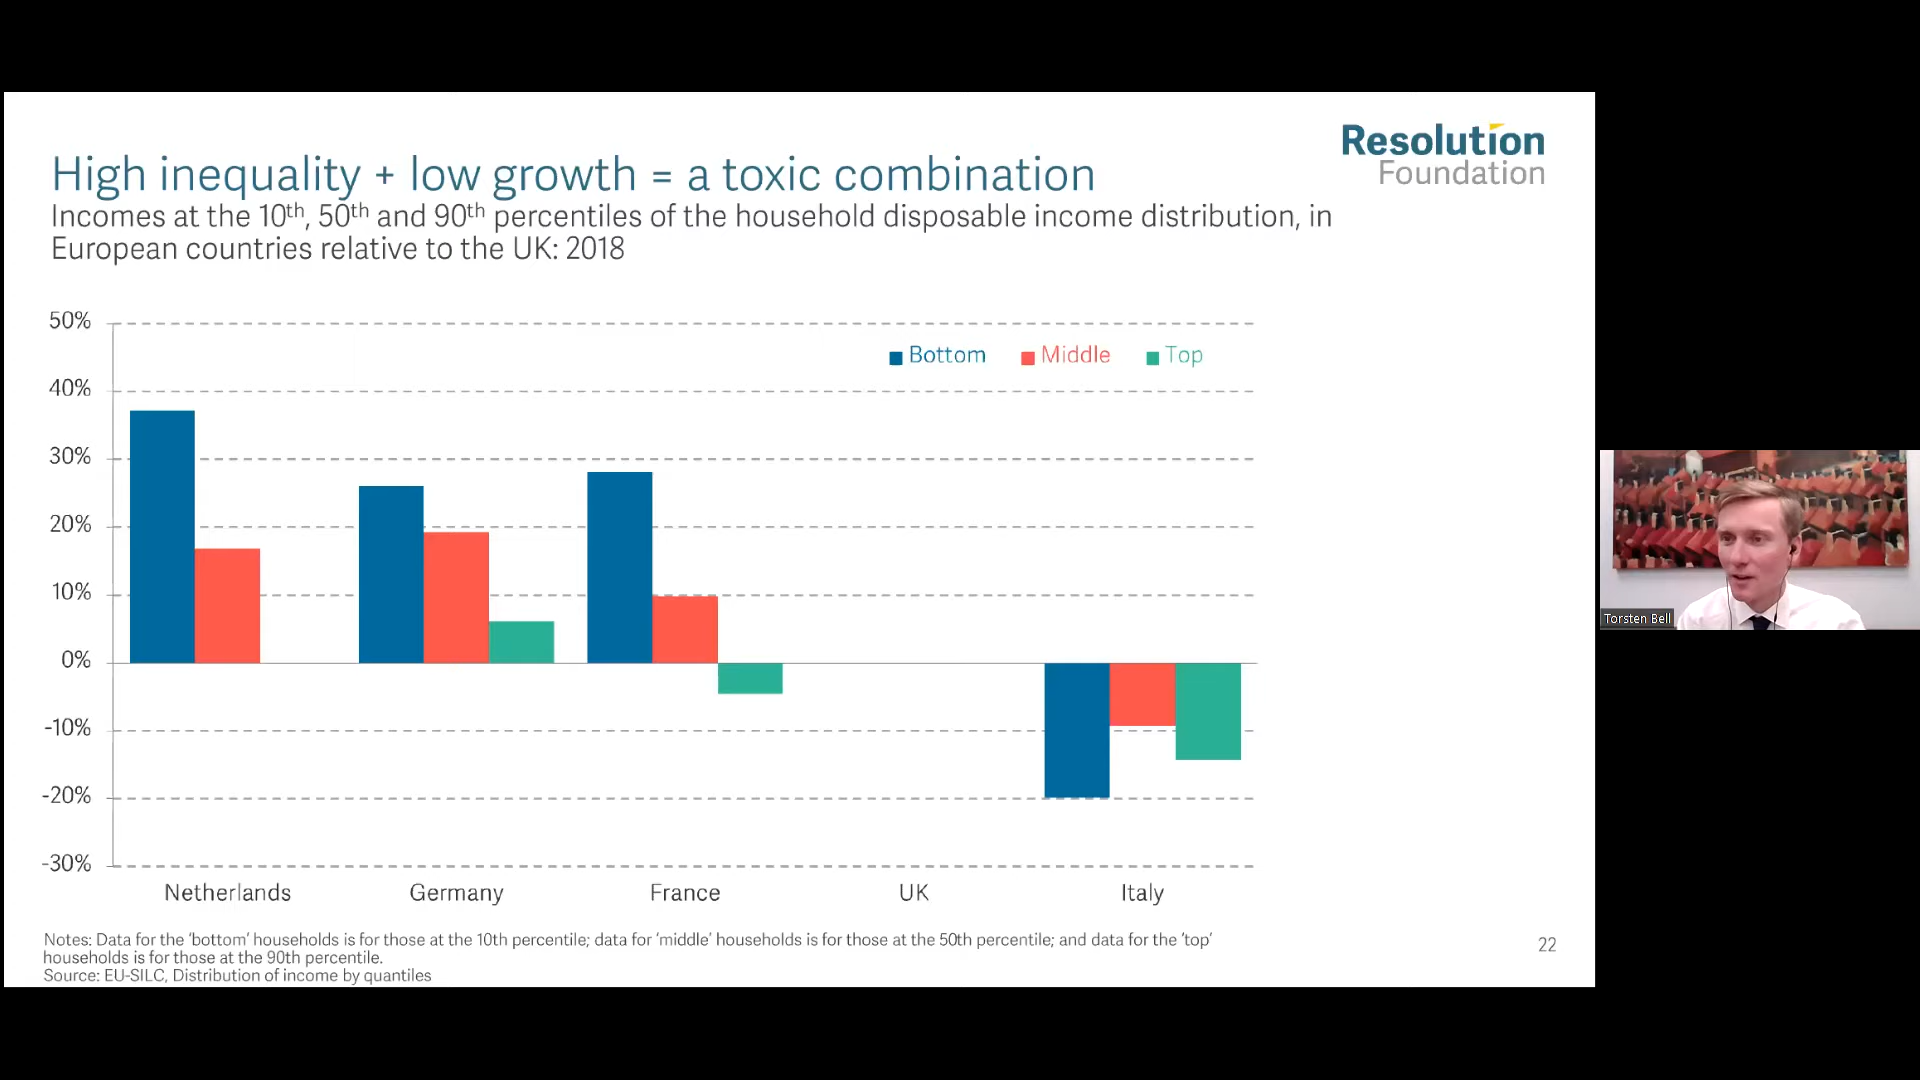 Resolution
Foundation
High inequality + low growth = a toxic combination
Incomes at the 10th, 50th and 90th percentiles of the household disposable income distribution, in
European countries relative to the UK: 2018
50%
40%
30%
20%
10%
0%
-10%
-20%
-30%
Bottom Middle Top
Netherlands Germany France UK Italy
Notes: Data for the 'bottom' households is for those at the 10th percentile; data for 'middle' households is for those at the 50th percentile; and data for the 'top'
households is for those at the 90th percentile.
Source: EU-SILC, Distribution of income by quantiles
22
Torsten Bell